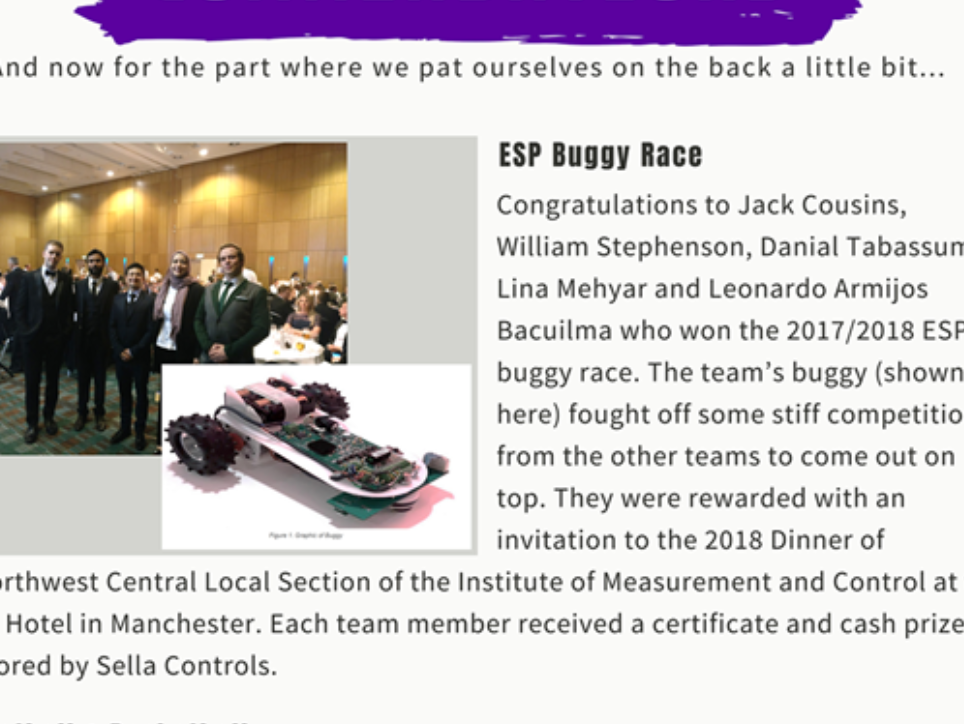 And now for the part where we pat ourselves on the back a little bit...
ESP Buggy Race
Congratulations to Jack Cousins,
William Stephenson, Danial Tabassum
Lina Mehyar and Leonardo Armijos
Bacuilma who won the 2017/2018 ESP
buggy race. The team's buggy (shown
here) fought off some stiff competitio
from the other teams to come out on
top. They were rewarded with an
invitation to the 2018 Dinner of
orthwest Central Local Section of the Institute of Measurement and Control at
Hotel in Manchester. Each team member received a certificate and cash prize
ored by Sella Controls.
Figure 1: Graphic of Buggy